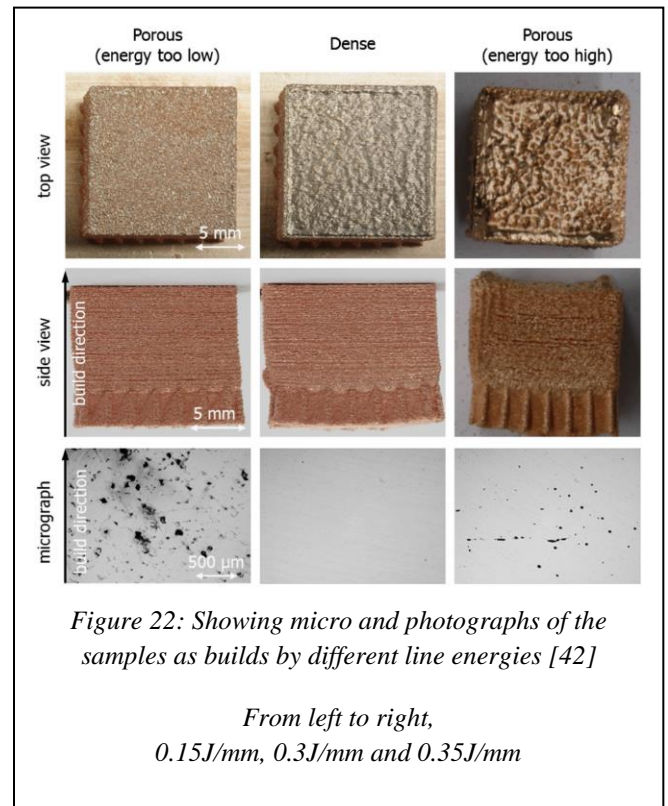 Porous
(energy too low)
Dense
Porous
(energy too high)
top view
5 mm
side view
build direction
5 mm
micrograph
build direction
500 µm
Figure 22: Showing micro and photographs of the
samples as builds by different line energies [42]
From left to right,
0.15J/mm, 0.3J/mm and 0.35J/mm